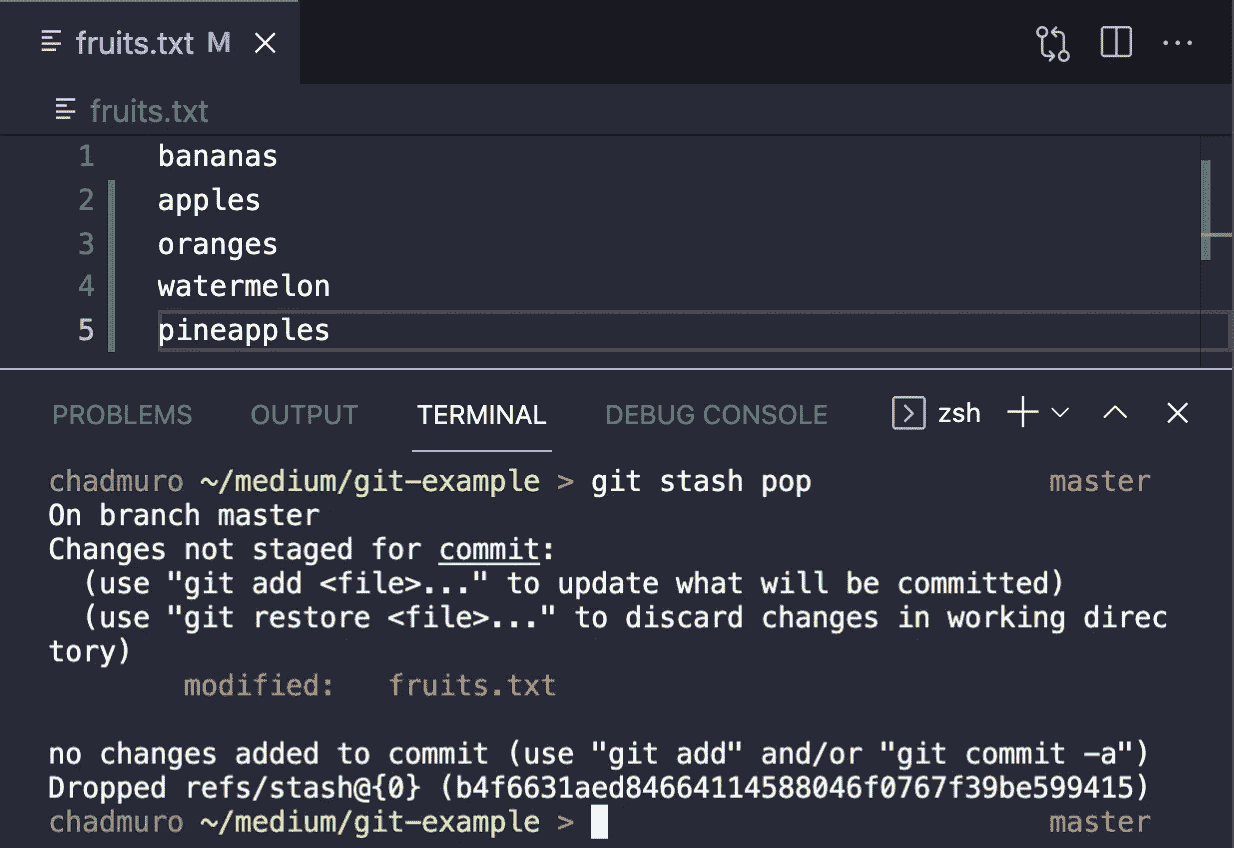 fruits.txt M
fruits.txt
1 bananas
2 apples
3 oranges
4 watermelon
5 pineapples
PROBLEMS OUTPUT TERMINAL DEBUG CONSOLE zsh
chadmuro ~/medium/git-example > git stash pop master
On branch master
Changes not staged for commit:
(use "git add <file>..." to update what will be committed)
(use "git restore <file>..." to discard changes in working direc
tory)
modified: fruits.txt
no changes added to commit (use "git add" and/or "git commit -a")
Dropped refs/stash@{0} (b4f6631aed84664114588046f0767f39be599415)
chadmuro ~/medium/git-example > master